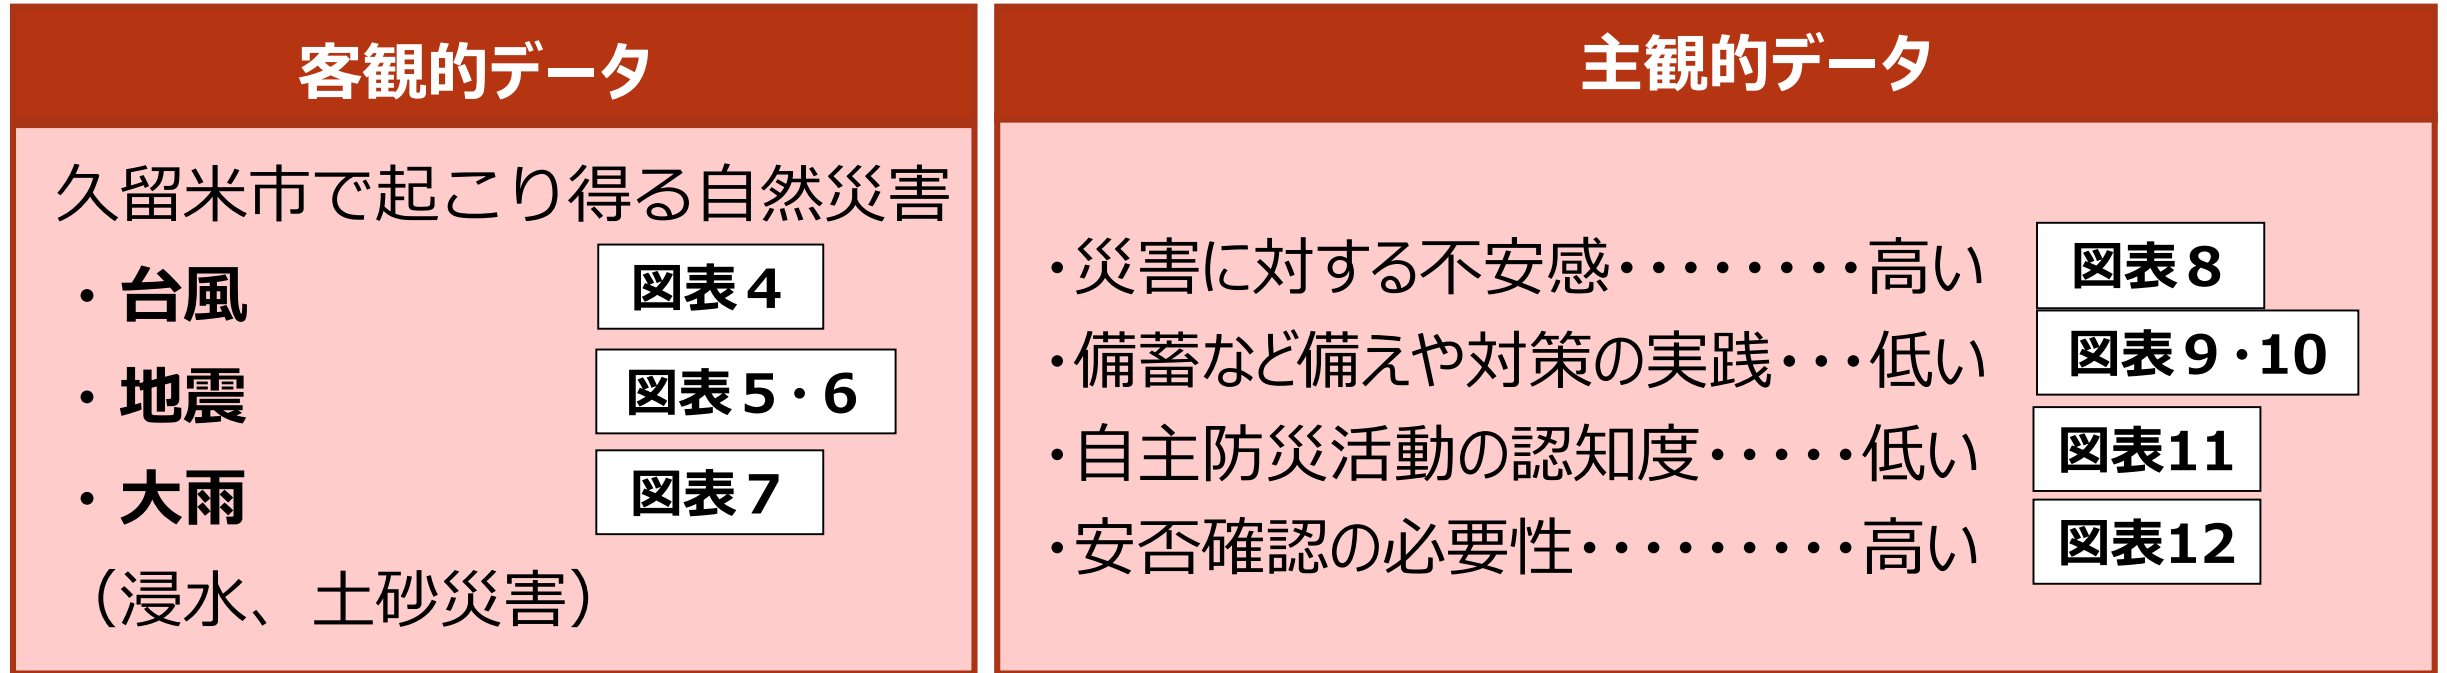 客観的データ
久留米市で起こり得る自然災害
・台風 図表４
・地震 図表５・６
・大雨 図表７
（浸水、土砂災害）
主観的データ
・災害に対する不安感・・・・・・・・高い 図表８
・備蓄など備えや対策の実践・・・低い 図表９・10
・自主防災活動の認知度・・・・・低い 図表11
・安否確認の必要性・・・・・・・・・高い 図表12